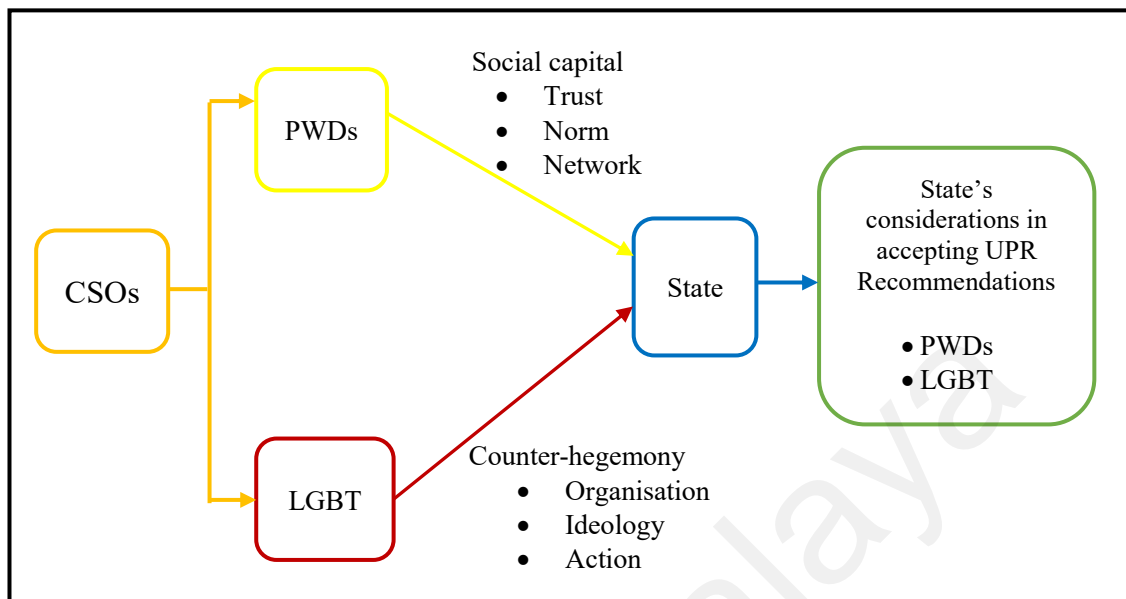 Social capital
• Trust
• Norm
• Network
PWDs
CSOs
State
State’s
considerations in
accepting UPR
Recommendations
• PWDs
• LGBT
LGBT
Counter-hegemony
• Organisation
• Ideology
• Action
alaya